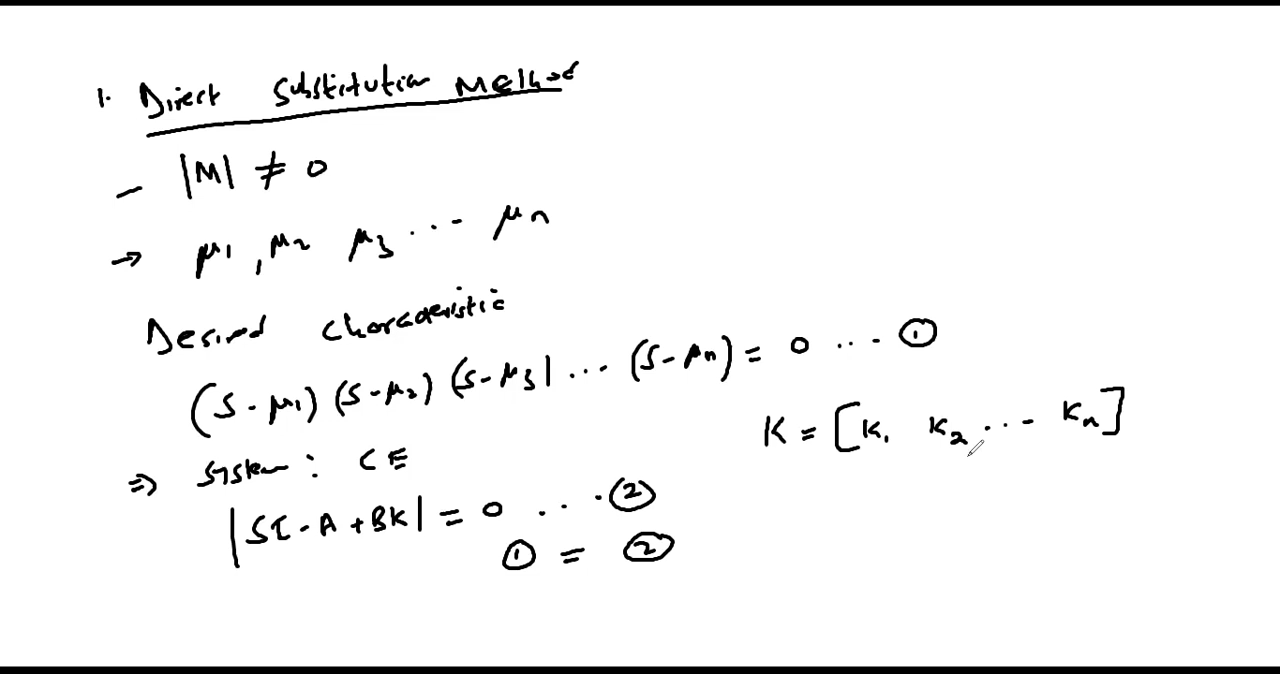 1. Direct Substitution Method
- |M| ≠ 0
→ μ1, μ2 μ3 ... μn
Desired characteristic
(S - μ1) (S - μ2) (S - μ3) ... (S - μn) = 0 ... ①
K = [K1 K2 ... Kn]
⇒ System : CE
|SI - A + BK| = 0 ... ②
① = ②